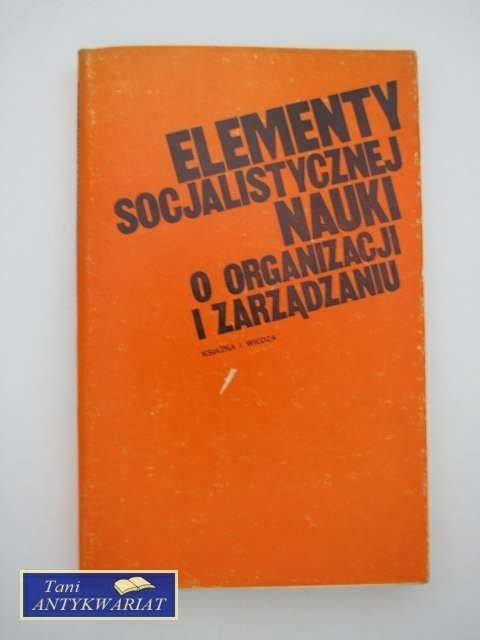 ELEMENTY
SOCJALISTYCZNEJ
NAUKI
O ORGANIZACJI
I ZARZĄDZANIU
KSIĄŻKA I WIEDZA
Tani
ANTYKWARIAT